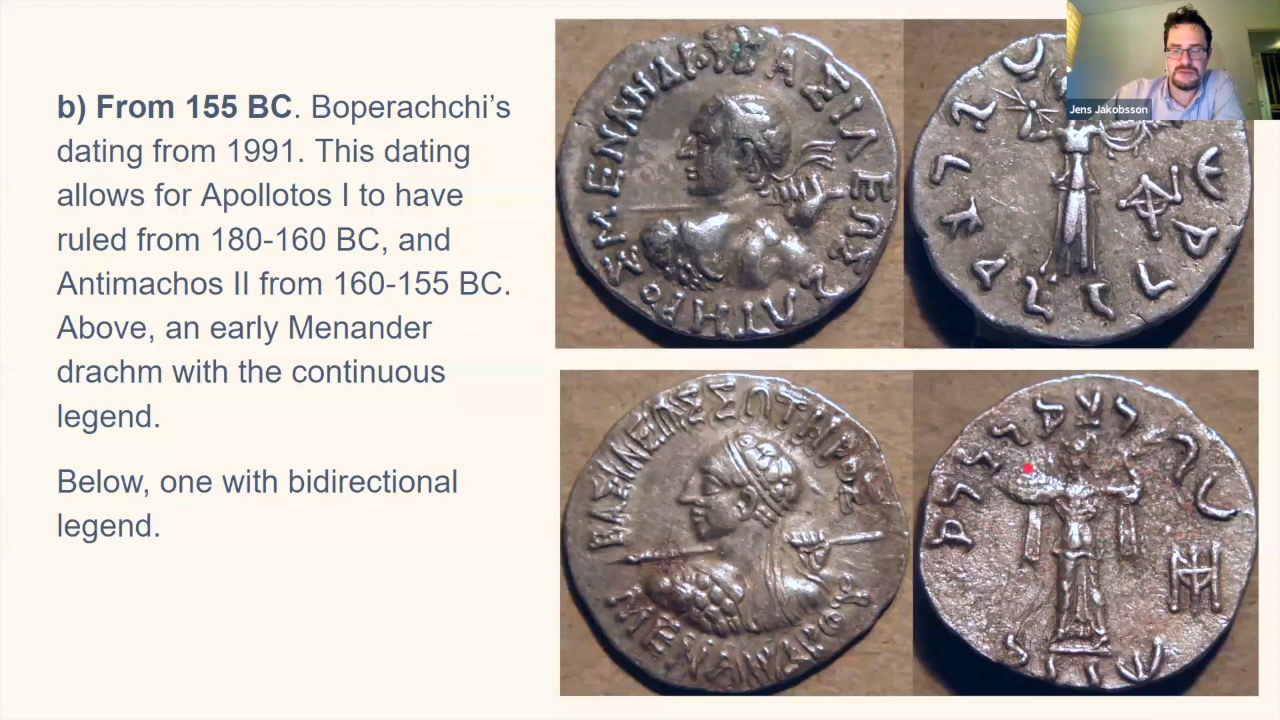 b) From 155 BC. Boperachchi’s
dating from 1991. This dating
allows for Apollotos I to have
ruled from 180-160 BC, and
Antimachos II from 160-155 BC.
Above, an early Menander
drachm with the continuous
legend.
Below, one with bidirectional
legend.
Jens Jakobsson
ΒΑΣΙΛΕΩΣ ΣΩΤΗΡΟΣ
ΜΕΝΑΝΔΡΟΥ